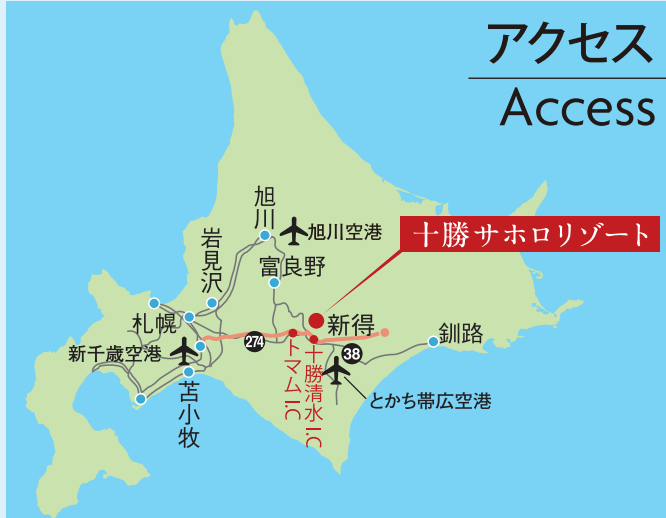 アクセス
Access
旭川
旭川空港
十勝サホロリゾート
岩見沢
富良野
札幌
新得
釧路
新千歳空港
274
38
トマムI.C
十勝清水I.C
とかち帯広空港
苫小牧